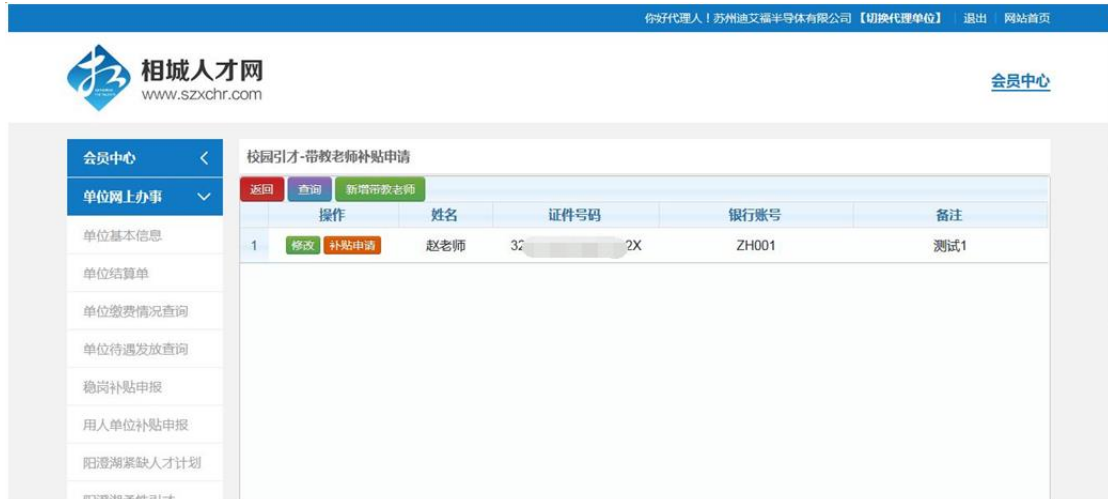 你好代理人！苏州迪艾福半导体有限公司【切换代理单位】 退出 网站首页
相城人才网
www.szxchr.com
会员中心
会员中心
校园引才-带教老师补贴申请
单位网上办事
返回 查询 新增带教老师
操作 姓名 证件号码 银行账号 备注
单位基本信息
1 修改 补贴申请 赵老师 32 2X ZH001 测试1
单位结算单
单位缴费情况查询
单位待遇发放查询
稳岗补贴申报
用人单位补贴申报
阳澄湖紧缺人才计划
阳澄湖柔性引才